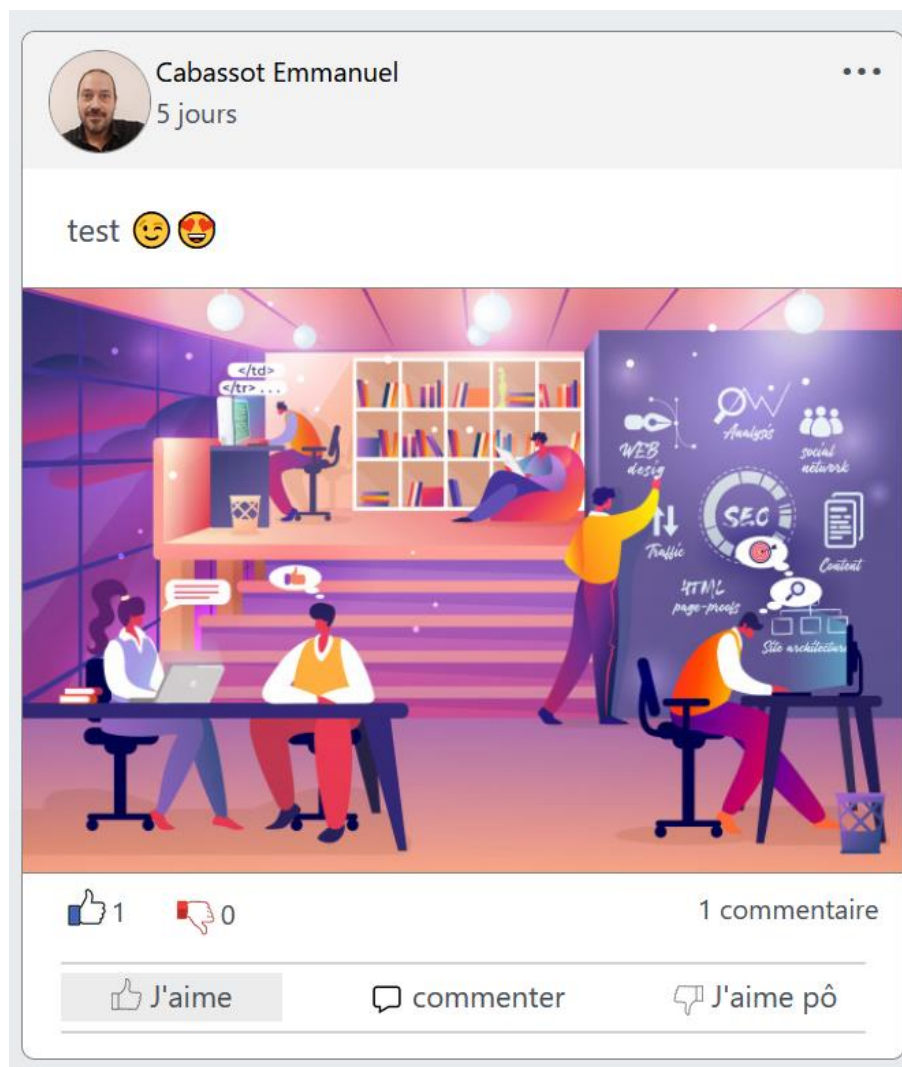 Cabassot Emmanuel
5 jours
test 😉😍
</td>
</tr> ...
WEB
desig
Analysis
social
network
SEO
Traffic
Content
HTML
page-proofs
Site architecture
1
0
1 commentaire
J'aime
commenter
J'aime pô